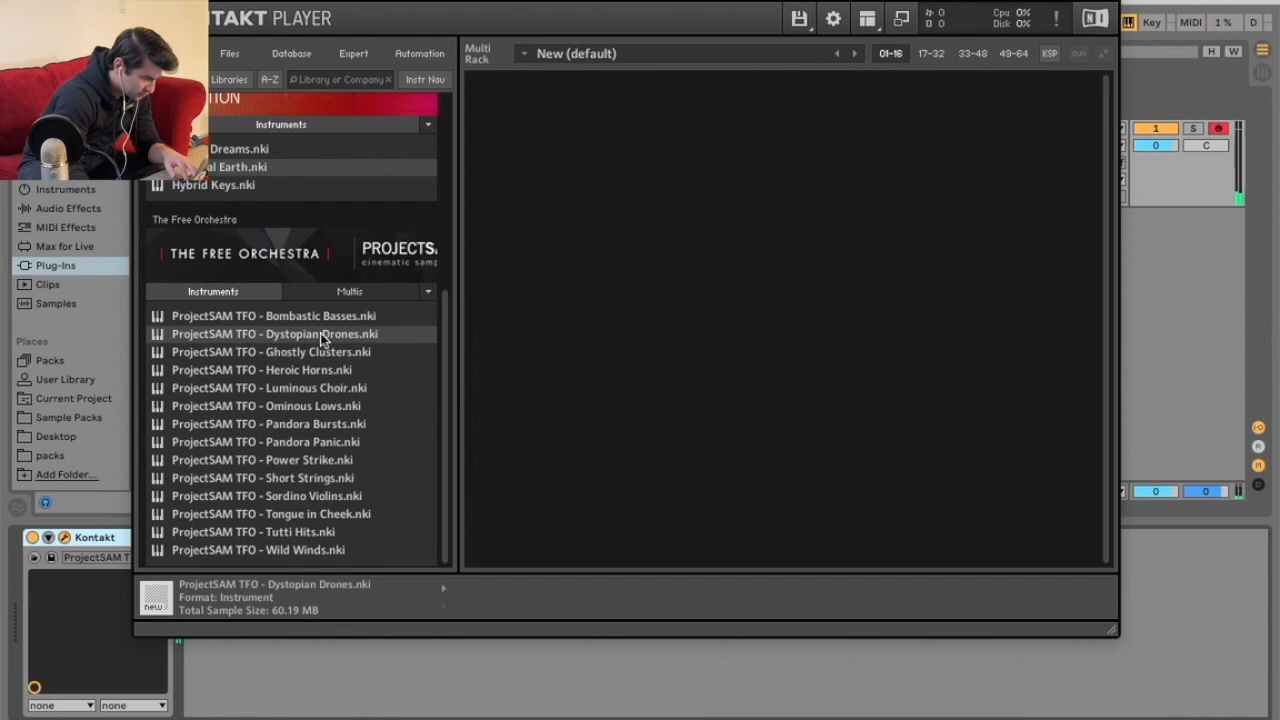 NTAKT PLAYER
Cpu 0%
Disk 0%
0
0
!
Key
MIDI
1 %
D
Files
Database
Expert
Automation
Multi
Rack
New (default)
01-16
17-32
33-48
49-64
KSP
H
W
Libraries
A-Z
Library or Company
Instr Nav
TION
Instruments
Dreams.nki
al Earth.nki
Hybrid Keys.nki
1
S
0
C
The Free Orchestra
| THE FREE ORCHESTRA |
PROJECTSA
cinematic samp
Instruments
Multis
ProjectSAM TFO - Bombastic Basses.nki
ProjectSAM TFO - Dystopian Drones.nki
ProjectSAM TFO - Ghostly Clusters.nki
ProjectSAM TFO - Heroic Horns.nki
ProjectSAM TFO - Luminous Choir.nki
ProjectSAM TFO - Ominous Lows.nki
ProjectSAM TFO - Pandora Bursts.nki
ProjectSAM TFO - Pandora Panic.nki
ProjectSAM TFO - Power Strike.nki
ProjectSAM TFO - Short Strings.nki
ProjectSAM TFO - Sordino Violins.nki
ProjectSAM TFO - Tongue in Cheek.nki
ProjectSAM TFO - Tutti Hits.nki
ProjectSAM TFO - Wild Winds.nki
Instruments
Audio Effects
MIDI Effects
Max for Live
Plug-Ins
Clips
Samples
Places
Packs
User Library
Current Project
Sample Packs
Desktop
packs
Add Folder...
0
0
R
M
D
Kontakt
ProjectSAM T
none
none
new
ProjectSAM TFO - Dystopian Drones.nki
Format: Instrument
Total Sample Size: 60.19 MB